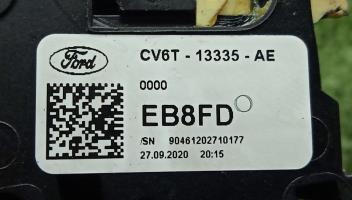 Ford
CV6T - 13335 - AE
0000
EB8FD
/SN 90461202710177
27.09.2020 20:15